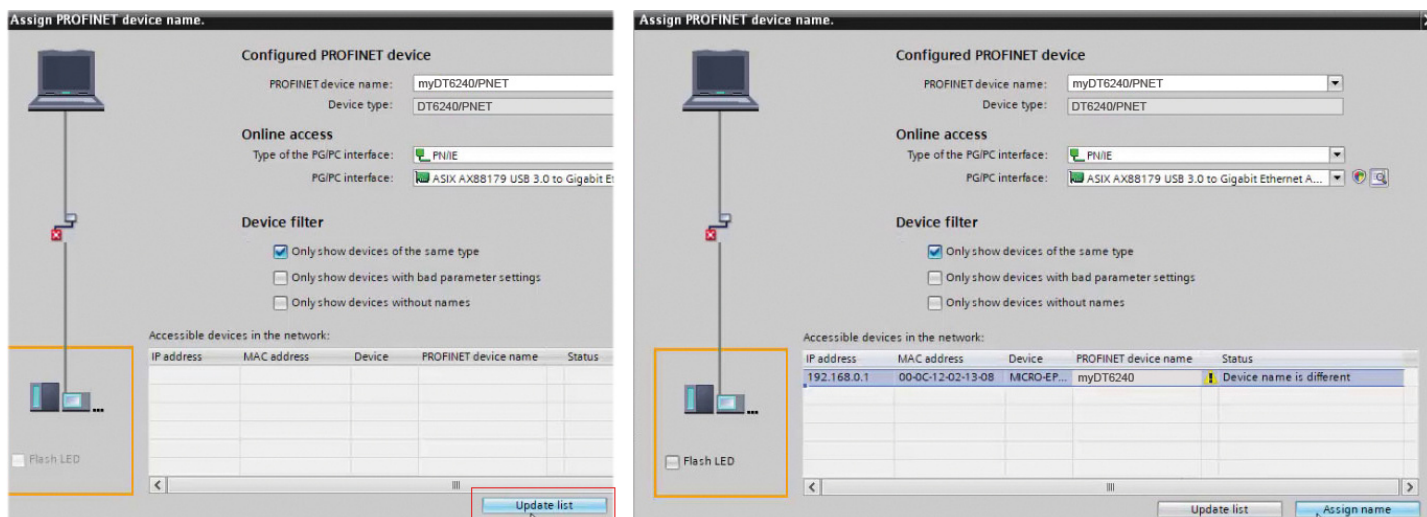 Assign PROFINET device name.
Configured PROFINET device
PROFINET device name: myDT6240/PNET
Device type: DT6240/PNET
Online access
Type of the PG/PC interface: PN/IE
PG/PC interface: ASIX AX88179 USB 3.0 to Gigabit Et
Device filter
Only show devices of the same type
Only show devices with bad parameter settings
Only show devices without names
Accessible devices in the network:
IP address MAC address Device PROFINET device name Status
Flash LED
Update list
Assign PROFINET device name.
Configured PROFINET device
PROFINET device name: myDT6240/PNET
Device type: DT6240/PNET
Online access
Type of the PG/PC interface: PN/IE
PG/PC interface: ASIX AX88179 USB 3.0 to Gigabit Ethernet A...
Device filter
Only show devices of the same type
Only show devices with bad parameter settings
Only show devices without names
Accessible devices in the network:
IP address MAC address Device PROFINET device name Status
192.168.0.1 00-0C-12-02-13-08 MICRO-EP... myDT6240 Device name is different
Flash LED
Update list Assign name